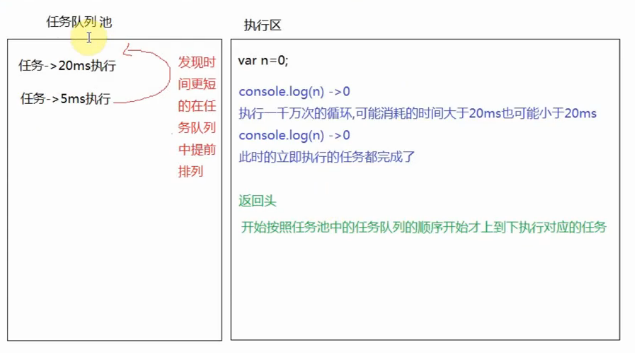 任务队列 池
任务->20ms执行
任务->5ms执行
发现时
间更短
的在任
务队列
中提前
排列
执行区
var n=0;
console.log(n) ->0
执行一千万次的循环,可能消耗的时间大于20ms也可能小于20ms
console.log(n) ->0
此时的立即执行的任务都完成了
返回头
开始按照任务池中的任务队列的顺序开始才上到下执行对应的任务